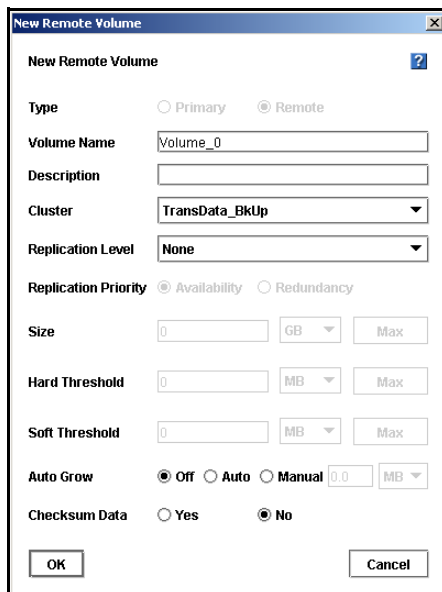 New Remote Volume
New Remote Volume ?
Type Primary Remote
Volume Name Volume_0
Description
Cluster TransData_BkUp
Replication Level None
Replication Priority Availability Redundancy
Size 0 GB Max
Hard Threshold 0 MB Max
Soft Threshold 0 MB Max
Auto Grow Off Auto Manual 0.0 MB
Checksum Data Yes No
OK Cancel